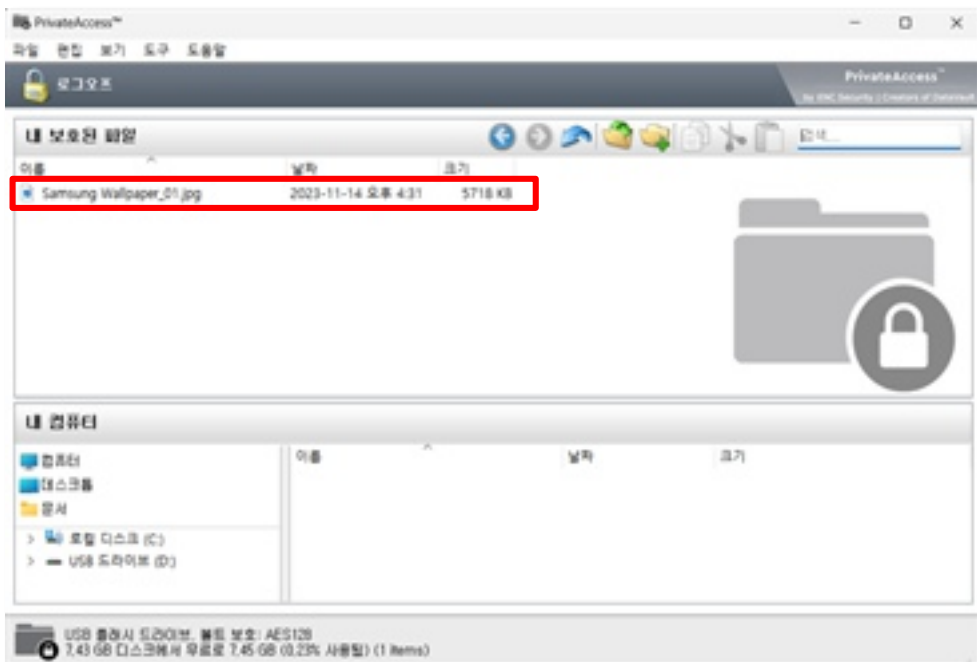 PrivateAccess™
파일 편집 보기 도구 도움말
로그오프
PrivateAccess™
by ENC Security | Creators of Datavault
내 보호된 파일
검색...
이름 날짜 크기
Samsung Wallpaper_01.jpg 2023-11-14 오후 4:31 5718 KB
내 컴퓨터
컴퓨터
데스크톱
문서
로컬 디스크 (C:)
USB 드라이브 (D:)
이름 날짜 크기
USB 플래시 드라이브, 볼트 보호: AES128
7,43 GB 디스크에서 무료로 7,45 GB (0.23% 사용됨) (1 items)